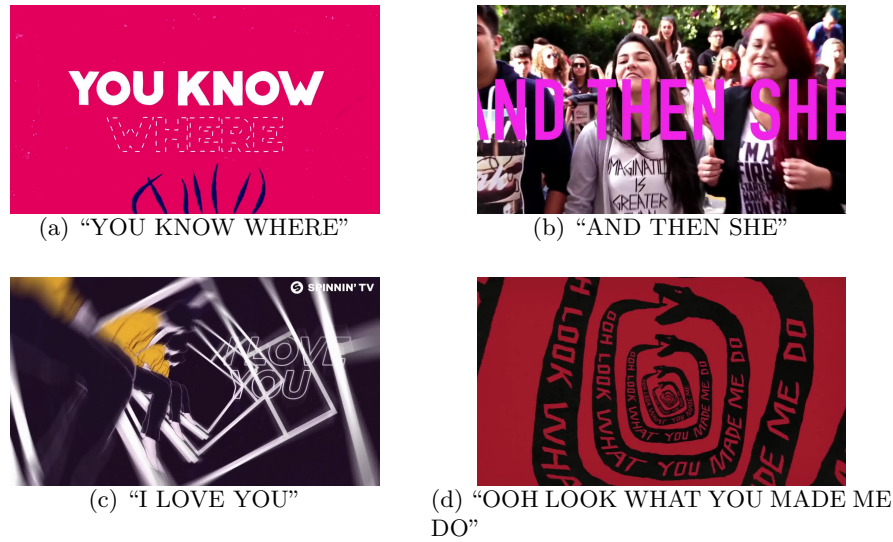 YOU KNOW
WHERE
(a) “YOU KNOW WHERE”
AND THEN SHE
IMAGINATION
IS
GREATER
I'M A
FIRE
STARTER
(b) “AND THEN SHE”
SPINNIN' TV
I LOVE
YOU
(c) “I LOVE YOU”
OOH LOOK WHAT YOU MADE ME DO
OOH LOOK WHAT YOU MADE ME DO
(d) “OOH LOOK WHAT YOU MADE ME
DO”